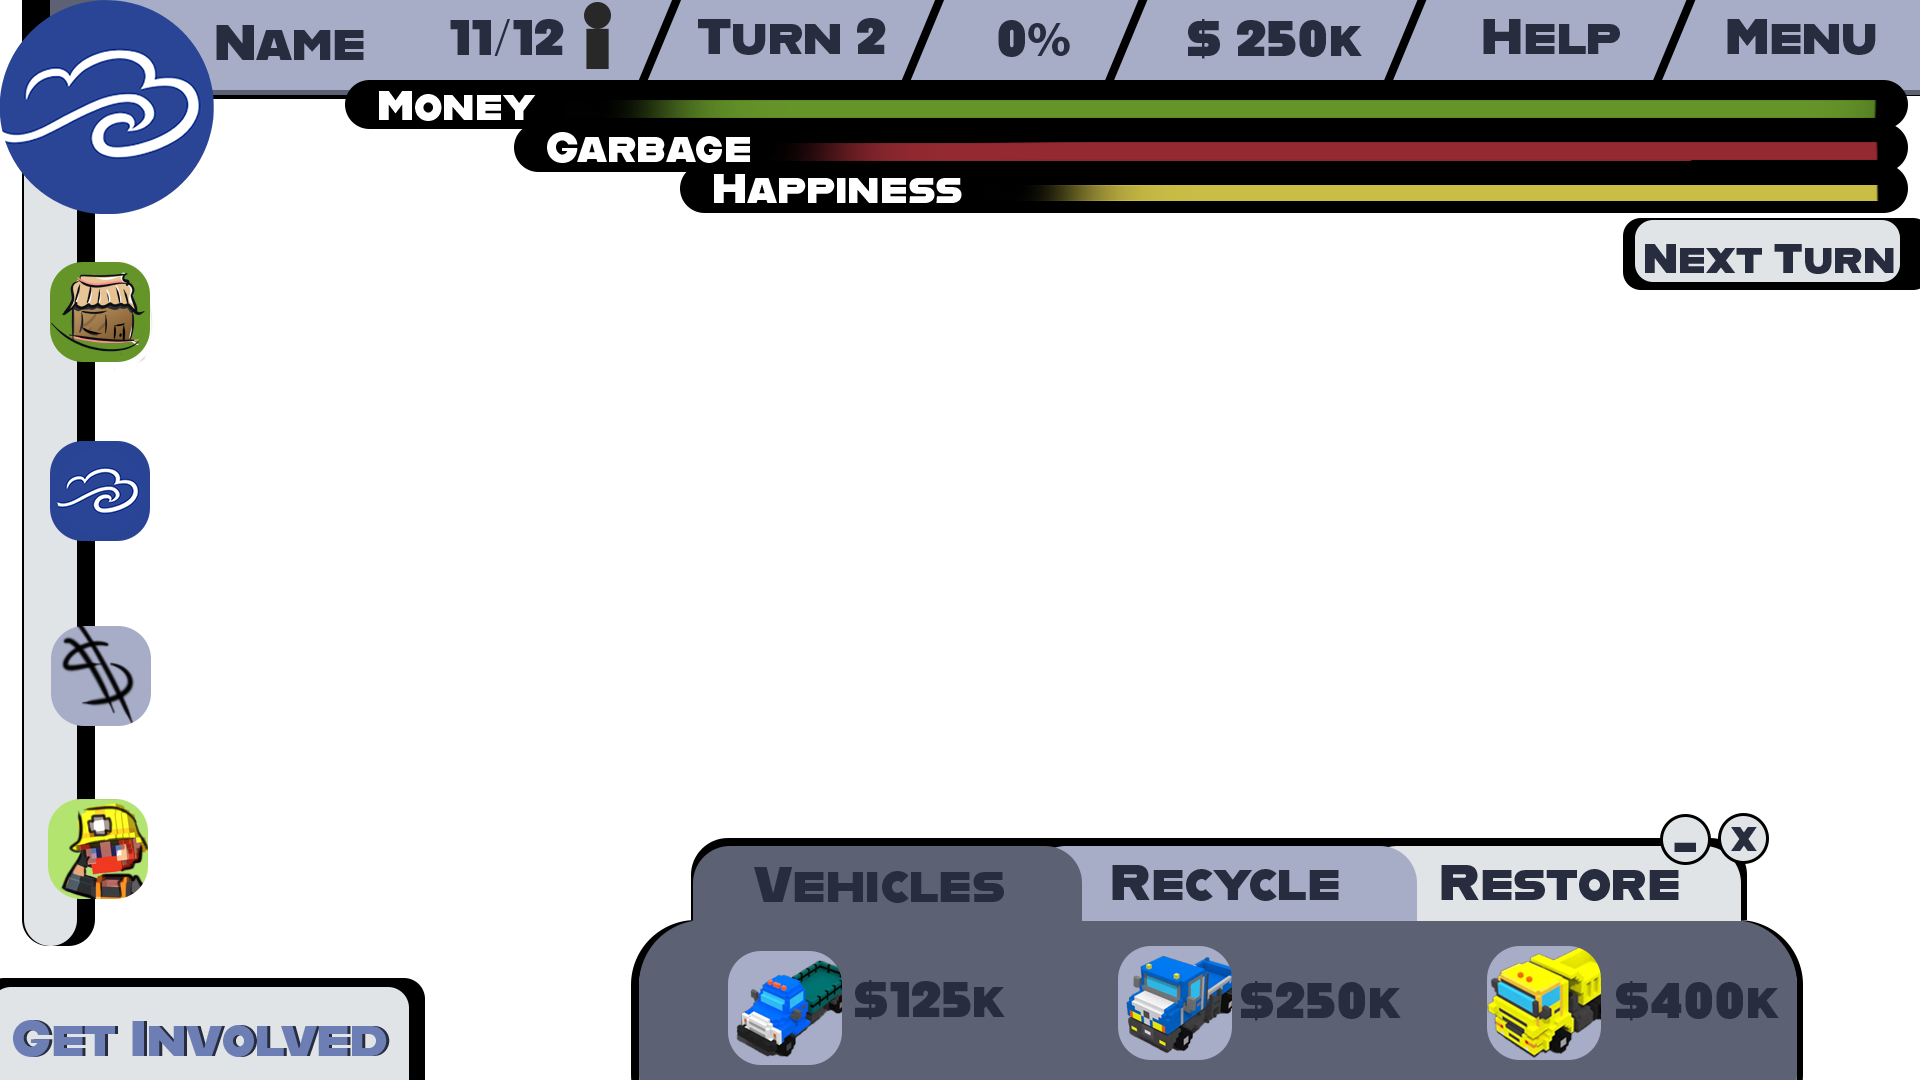 Name 11/12 Turn 2 0% $ 250k Help Menu
Money
Garbage
Happiness
Next Turn
_ X
Vehicles Recycle Restore
$125k $250k $400k
Get Involved